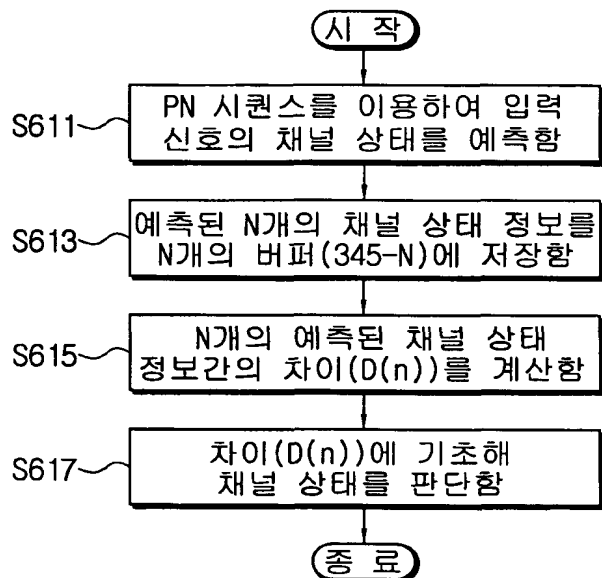 시 작
S611
PN 시퀀스를 이용하여 입력
신호의 채널 상태를 예측함
S613
예측된 N개의 채널 상태 정보를
N개의 버퍼(345-N)에 저장함
S615
N개의 예측된 채널 상태
정보간의 차이(D(n))를 계산함
S617
차이(D(n))에 기초해
채널 상태를 판단함
종 료